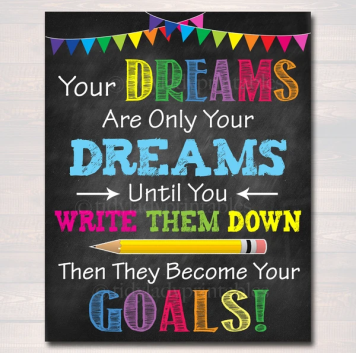 Your DREAMS
Are Only Your
DREAMS
Until You
WRITE THEM DOWN
Then They Become Your
GOALS!